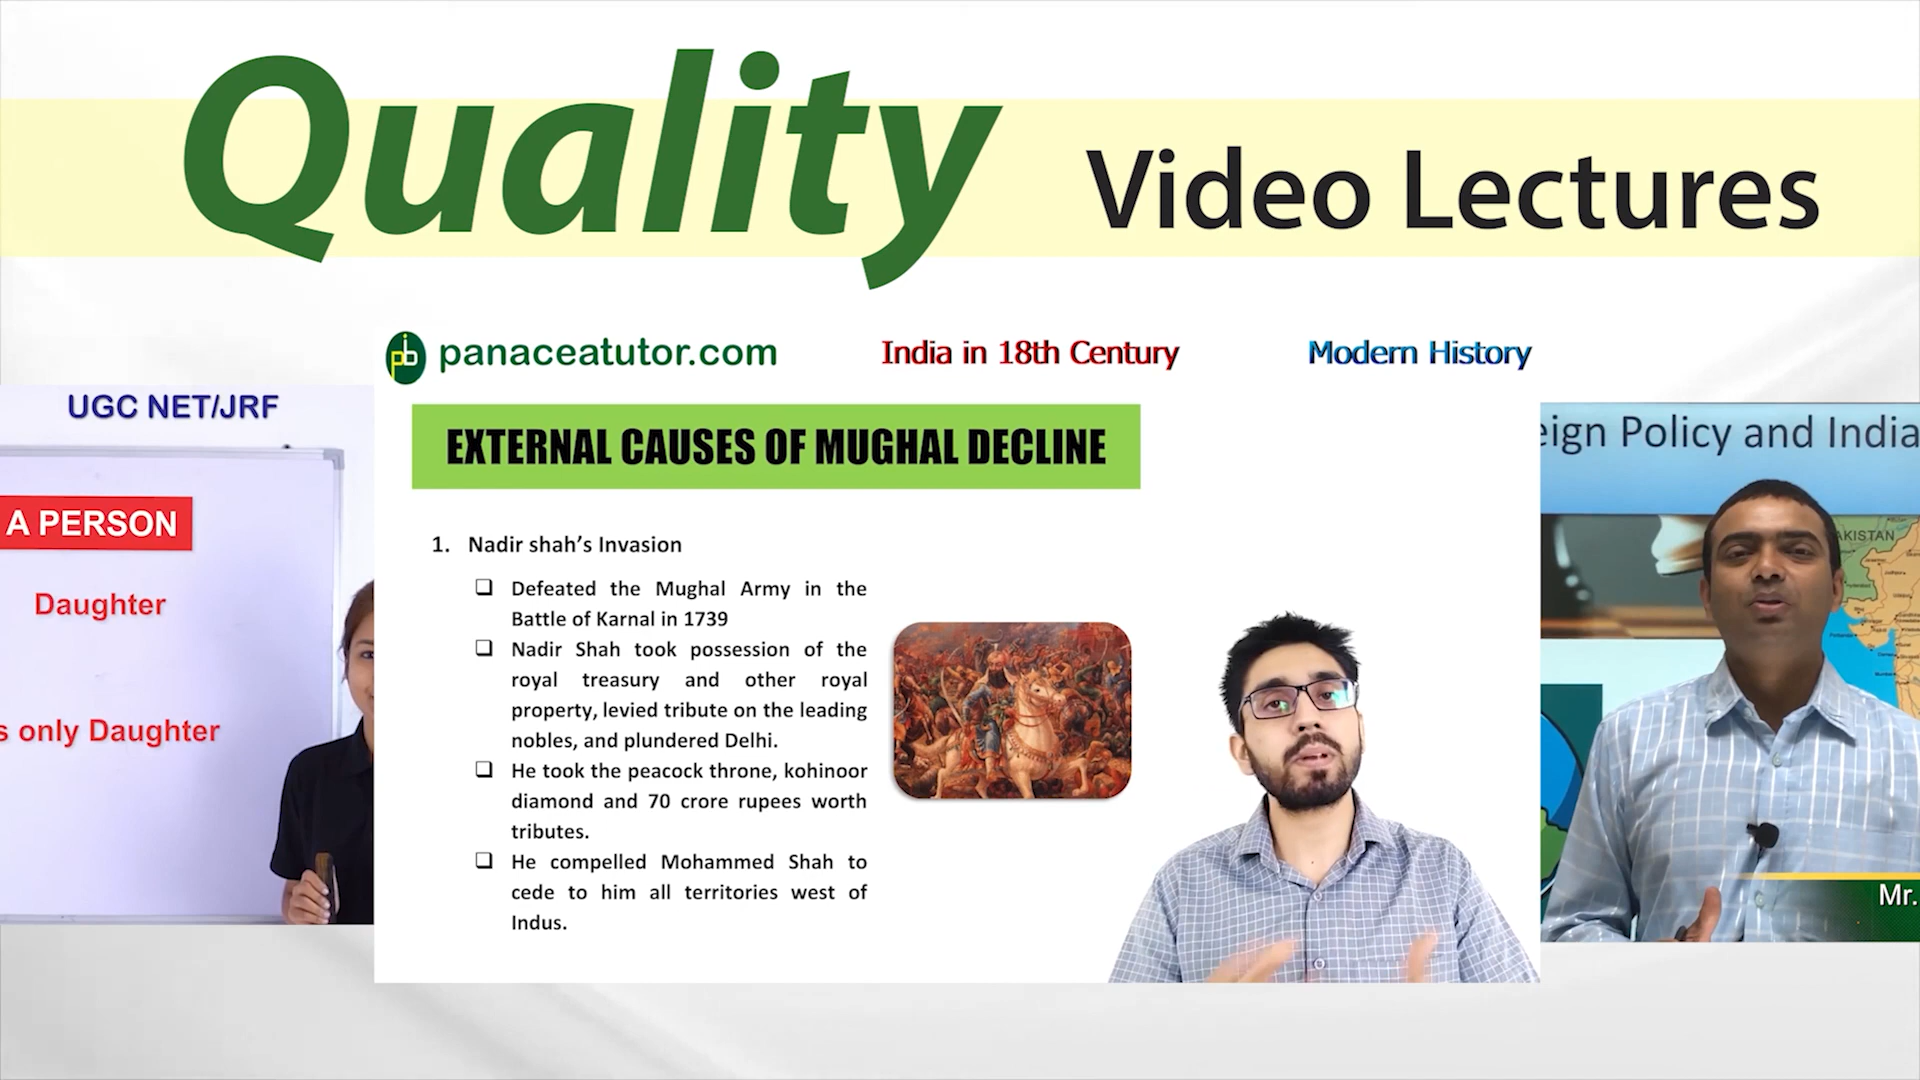 Quality Video Lectures
pb panaceatutor.com India in 18th Century Modern History
UGC NET/JRF
A PERSON
Daughter
s only Daughter
EXTERNAL CAUSES OF MUGHAL DECLINE
1. Nadir shah’s Invasion
❑ Defeated the Mughal Army in the
Battle of Karnal in 1739
❑ Nadir Shah took possession of the
royal treasury and other royal
property, levied tribute on the leading
nobles, and plundered Delhi.
❑ He took the peacock throne, kohinoor
diamond and 70 crore rupees worth
tributes.
❑ He compelled Mohammed Shah to
cede to him all territories west of
Indus.
eign Policy and India
AKISTAN
Mr.